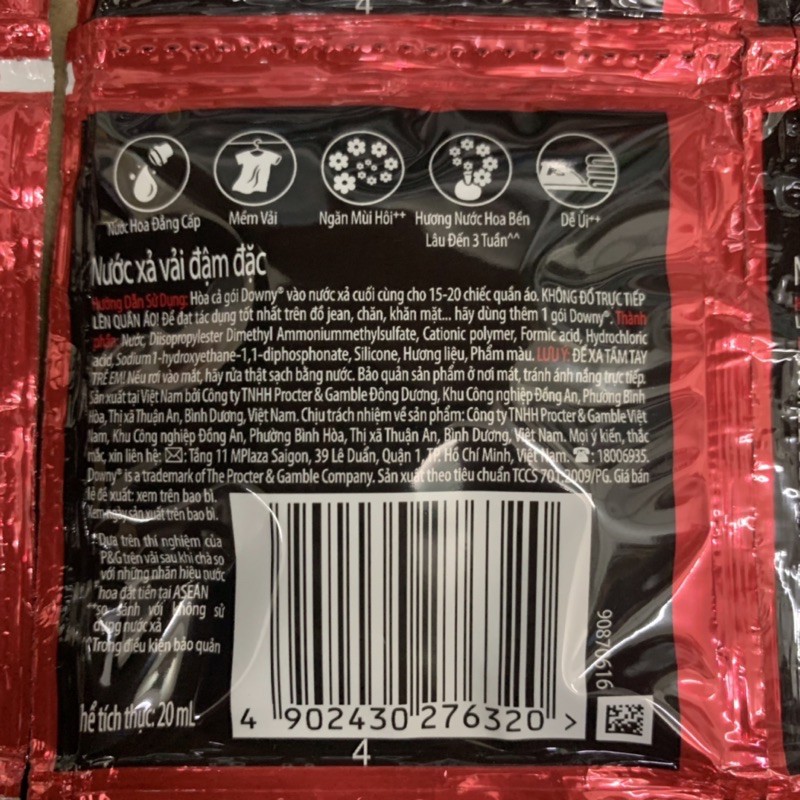 4
Nước Hoa Đẳng Cấp
Mềm Vải
Ngăn Mùi Hôi⁺⁺
Hương Nước Hoa Bền
Lâu Đến 3 Tuần^^
Dễ Ủi⁺⁺
Nước xả vải đậm đặc
Hướng Dẫn Sử Dụng: Hòa cả gói Downy® vào nước xả cuối cùng cho 15-20 chiếc quần áo. KHÔNG ĐỔ TRỰC TIẾP
LÊN QUẦN ÁO! Để đạt tác dụng tốt nhất trên đồ jean, chăn, khăn mặt... hãy dùng thêm 1 gói Downy®. Thành
phần: Nước, Diisopropylester Dimethyl Ammoniummethylsulfate, Cationic polymer, Formic acid, Hydrochloric
acid, Sodium 1-hydroxyethane-1,1-diphosphonate, Silicone, Hương liệu, Phẩm màu. LƯU Ý: ĐỂ XA TẦM TAY
TRẺ EM! Nếu rơi vào mắt, hãy rửa thật sạch bằng nước. Bảo quản sản phẩm ở nơi mát, tránh ánh nắng trực tiếp.
Sản xuất tại Việt Nam bởi Công ty TNHH Procter & Gamble Đông Dương, Khu Công nghiệp Đồng An, Phường Bình
Hòa, Thị xã Thuận An, Bình Dương, Việt Nam. Chịu trách nhiệm về sản phẩm: Công ty TNHH Procter & Gamble Việt
Nam, Khu Công nghiệp Đồng An, Phường Bình Hòa, Thị xã Thuận An, Bình Dương, Việt Nam. Mọi ý kiến, thắc
mắc, xin liên hệ: ✉: Tầng 11 MPlaza Saigon, 39 Lê Duẩn, Quận 1, TP. Hồ Chí Minh, Việt Nam. ☎: 18006935.
Downy® is a trademark of The Procter & Gamble Company. Sản xuất theo tiêu chuẩn TCCS 701:2009/PG. Giá bán
lẻ đề xuất: xem trên bao bì.
Xem ngày sản xuất trên bao bì.
*Dựa trên thí nghiệm của
P&G trên vải sau khi chà so
với những nhãn hiệu nước
hoa đắt tiền tại ASEAN
⁺⁺so sánh với không sử
dụng nước xả
^^Trong điều kiện bảo quản
hể tích thực: 20 mL
4 902430 276320 >
90870616
4